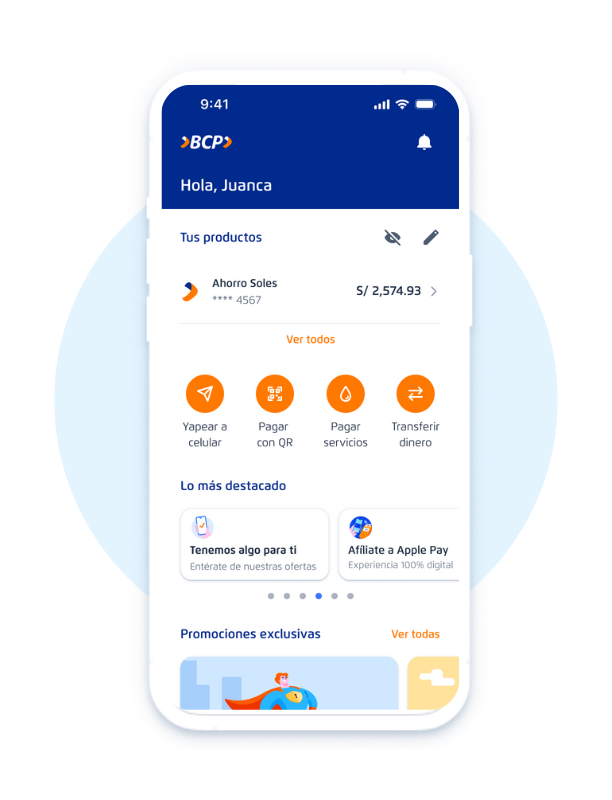 9:41
BCP
Hola, Juanca
Tus productos
Ahorro Soles
**** 4567
S/ 2,574.93
Ver todos
Yapear a
celular
Pagar
con QR
Pagar
servicios
Transferir
dinero
Lo más destacado
Tenemos algo para ti
Entérate de nuestras ofertas
Afíliate a Apple Pay
Experiencia 100% digital
Promociones exclusivas
Ver todas